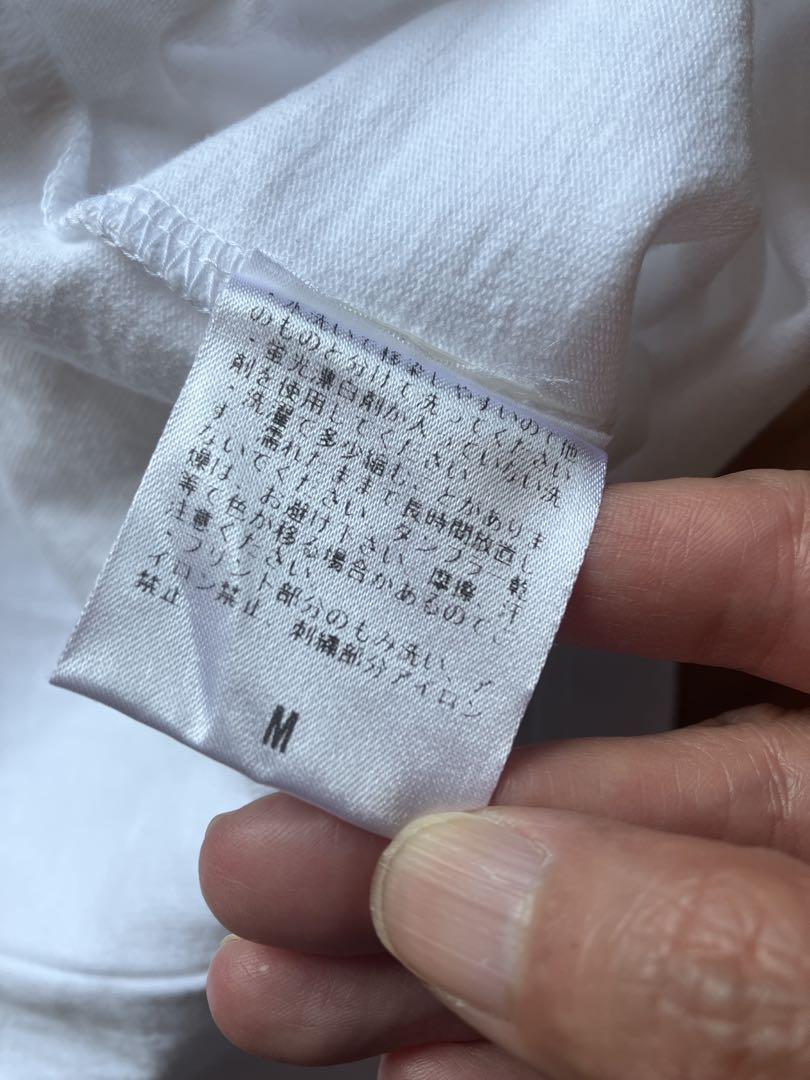 のものと分けて洗ってください
・蛍光漂白剤が入っていない洗
剤を使用してください
・洗濯で多少縮むことがありま
す・濡れたままで長時間放置し
ないでください タンブラー乾
燥は、お避け下さい、摩擦、汗
等で色が移る場合があるのでご
注意ください
・プリント部分のもみ洗い、ア
イロン禁止、刺繍部分アイロン
禁止
M